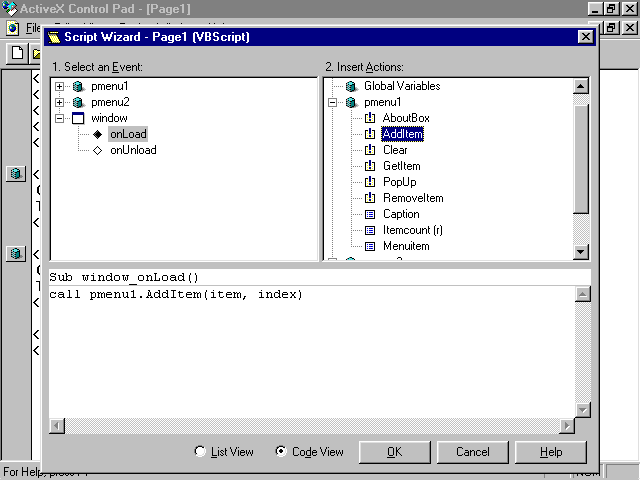 ActiveX Control Pad - [Page1]
File
Script Wizard - Page1 (VBScript)
1. Select an Event:
2. Insert Actions:
pmenu1
pmenu2
window
onLoad
onUnload
Global Variables
pmenu1
AboutBox
AddItem
Clear
GetItem
PopUp
RemoveItem
Caption
Itemcount (r)
Menuitem
Sub window_onLoad()
call pmenu1.AddItem(item, index)
List View
Code View
OK
Cancel
Help
For Help, press F1
NUM